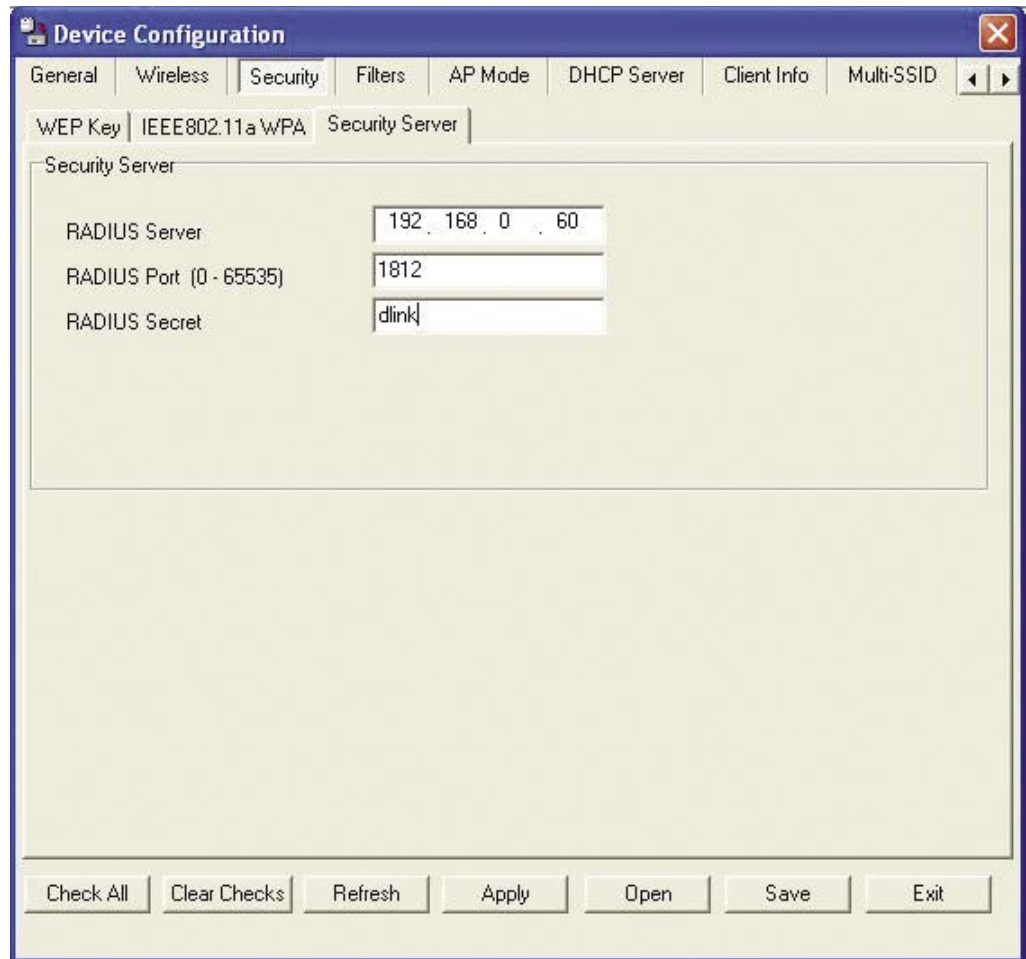 Device Configuration
General Wireless Security Filters AP Mode DHCP Server Client Info Multi-SSID
WEP Key IEEE802.11a WPA Security Server
Security Server
RADIUS Server 192 . 168 . 0 . 60
RADIUS Port (0 - 65535) 1812
RADIUS Secret dlink
Check All Clear Checks Refresh Apply Open Save Exit